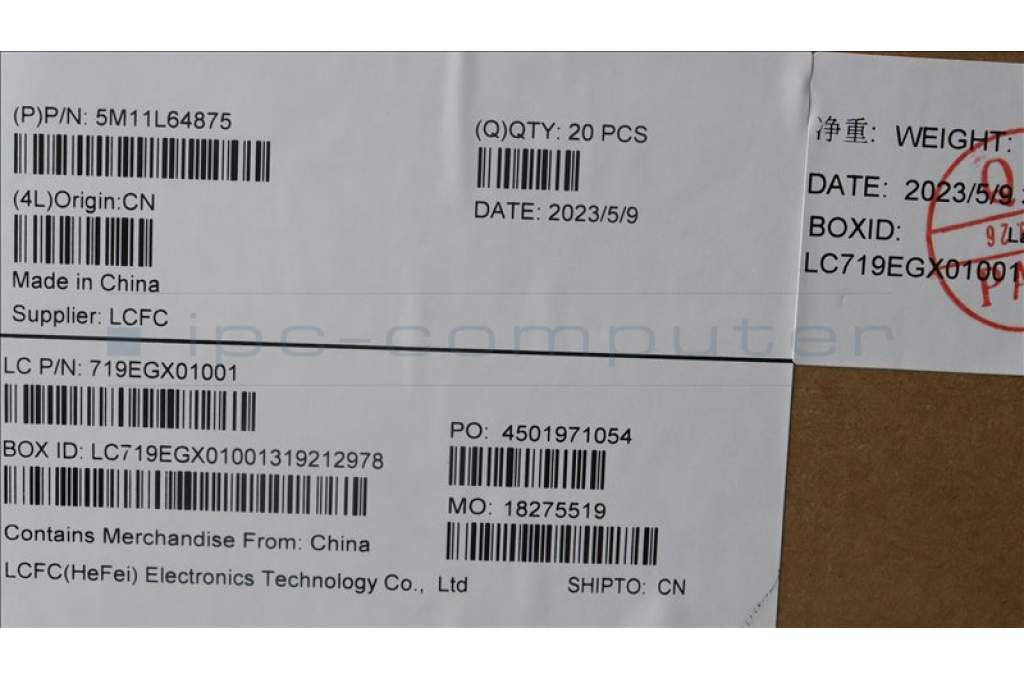 (P)P/N: 5M11L64875
(Q)QTY: 20 PCS
(4L)Origin:CN
DATE: 2023/5/9
Made in China
Supplier: LCFC
净重: WEIGHT:
DATE: 2023/5/9
BOXID:
LC719EGX01001
ipc-computer
LC P/N: 719EGX01001
PO: 4501971054
BOX ID: LC719EGX01001319212978
MO: 18275519
Contains Merchandise From: China
LCFC(HeFei) Electronics Technology Co., Ltd
SHIPTO: CN